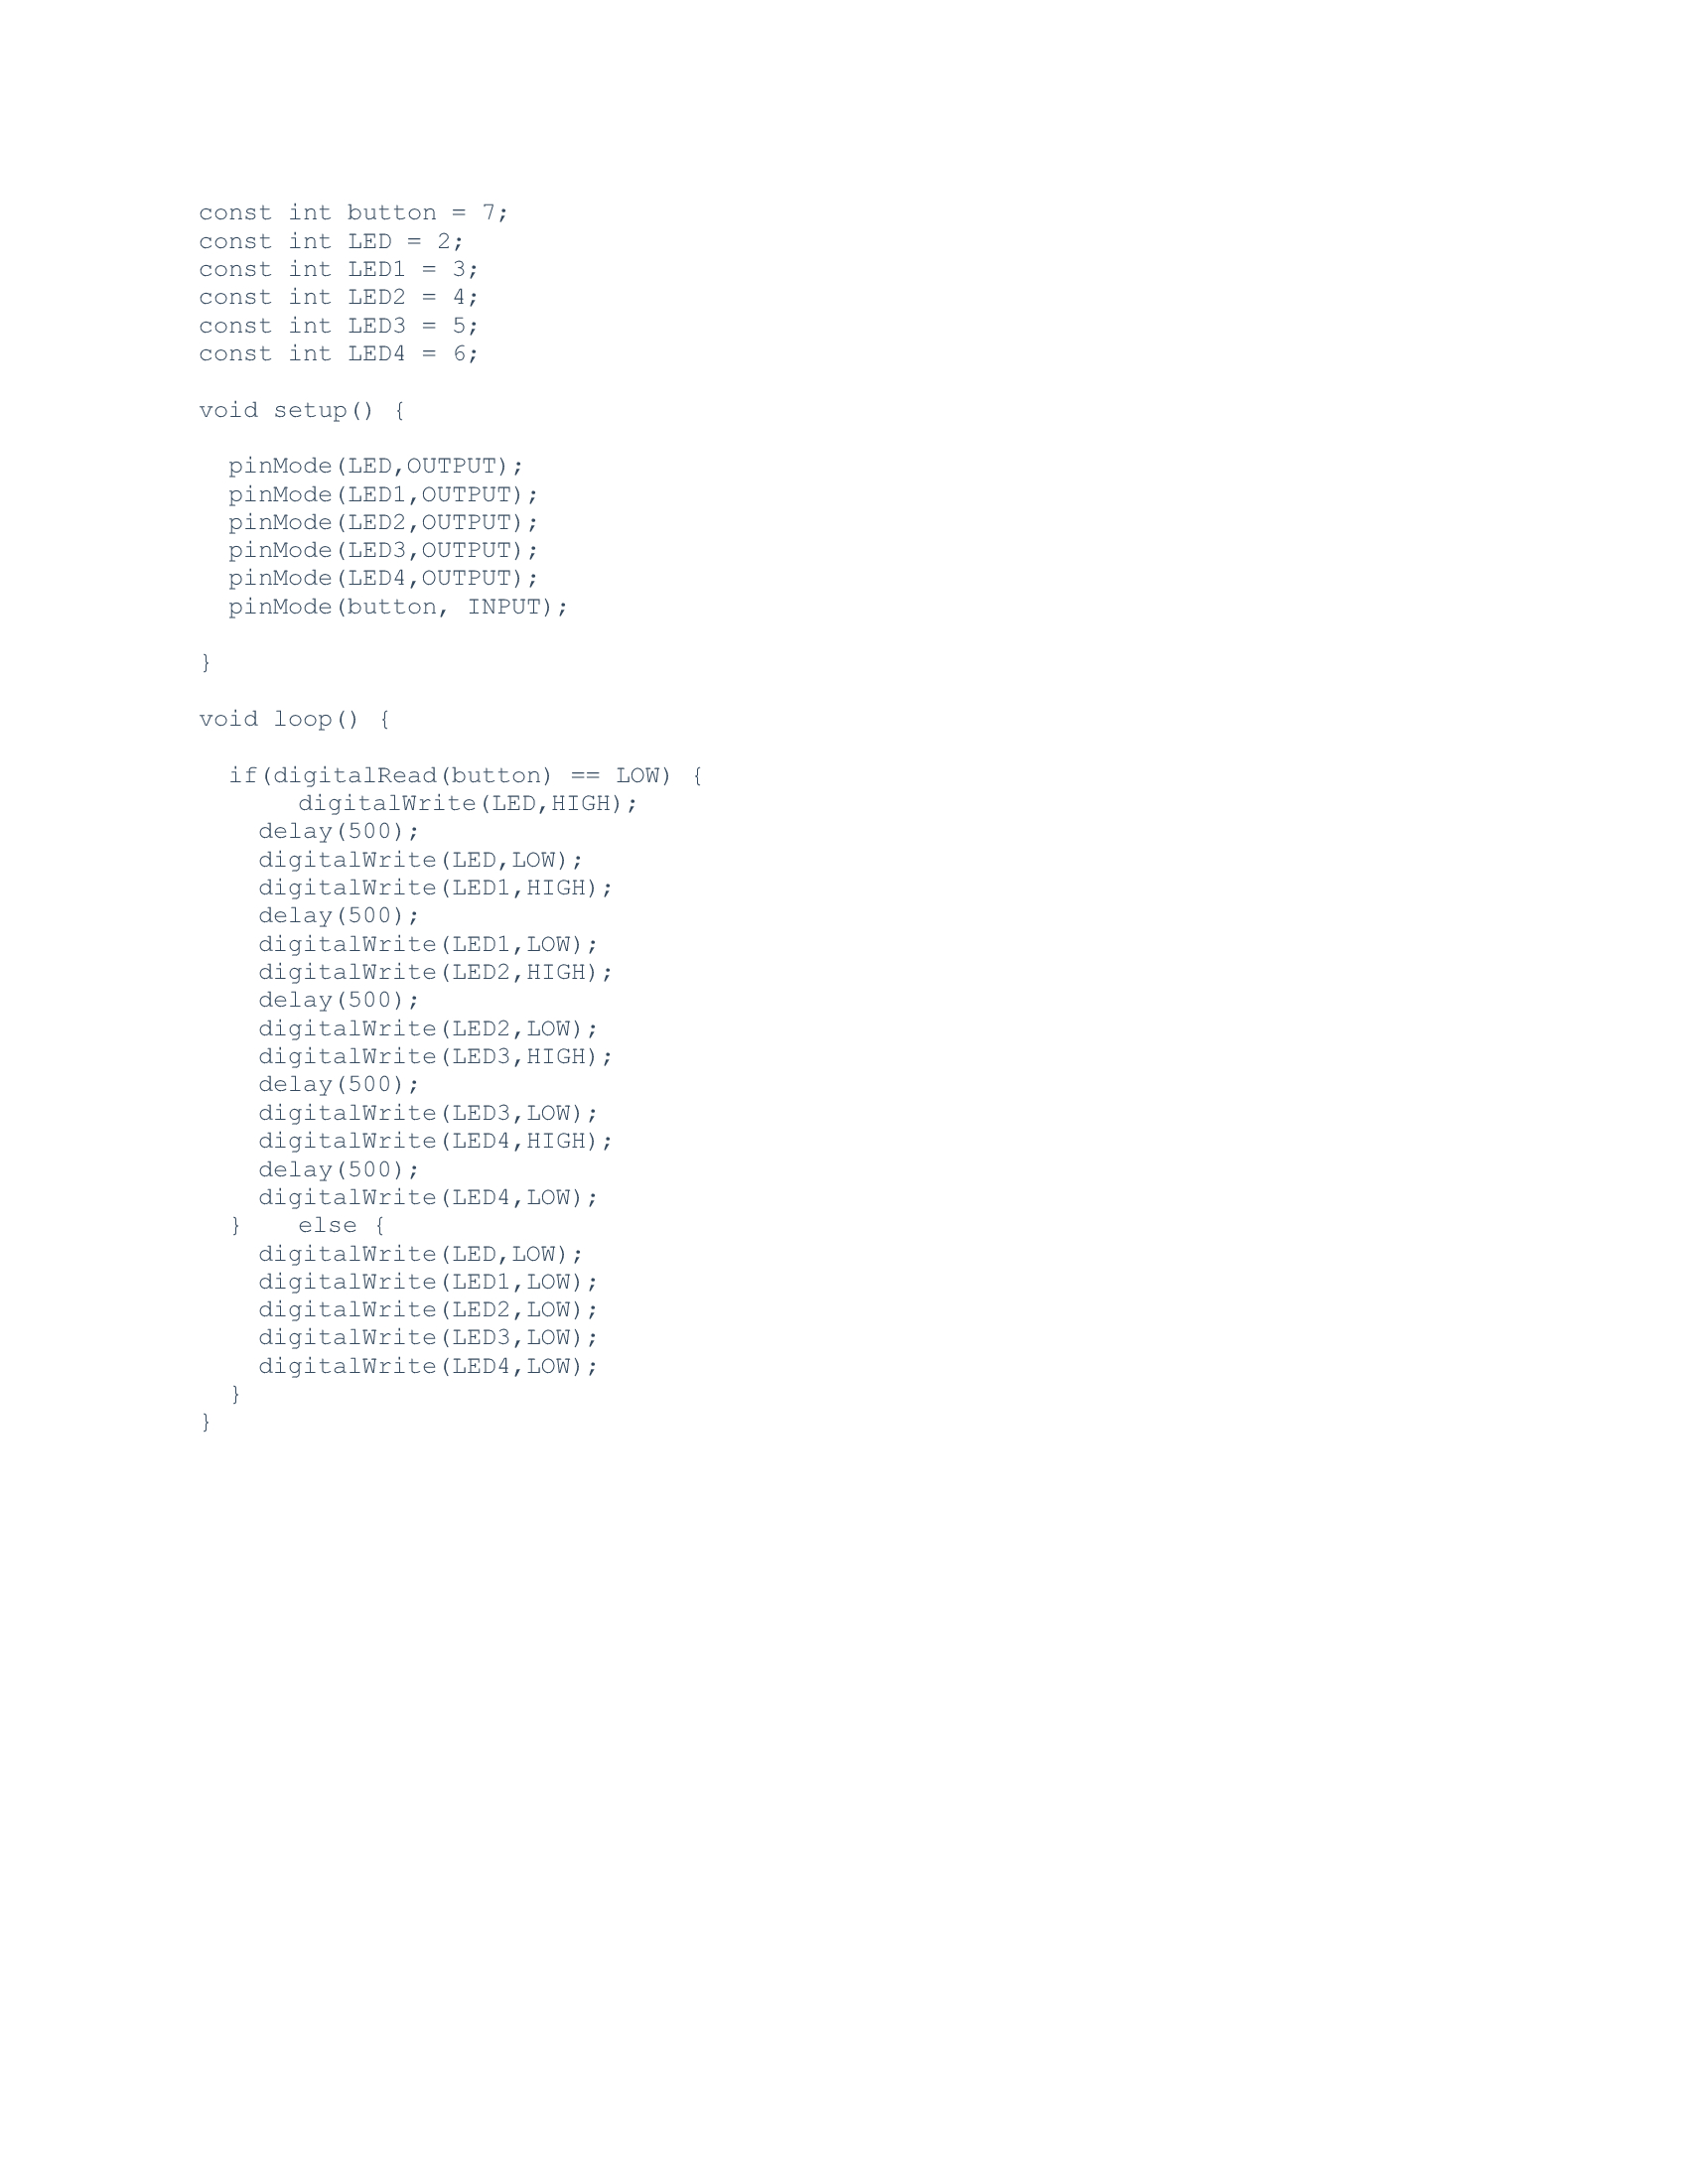 const int button = 7;
const int LED = 2;
const int LED1 = 3;
const int LED2 = 4;
const int LED3 = 5;
const int LED4 = 6;

void setup() {

  pinMode(LED,OUTPUT);
  pinMode(LED1,OUTPUT);
  pinMode(LED2,OUTPUT);
  pinMode(LED3,OUTPUT);
  pinMode(LED4,OUTPUT);
  pinMode(button, INPUT);

}

void loop() {

  if(digitalRead(button) == LOW) {
      digitalWrite(LED,HIGH);
    delay(500);
    digitalWrite(LED,LOW);
    digitalWrite(LED1,HIGH);
    delay(500);
    digitalWrite(LED1,LOW);
    digitalWrite(LED2,HIGH);
    delay(500);
    digitalWrite(LED2,LOW);
    digitalWrite(LED3,HIGH);
    delay(500);
    digitalWrite(LED3,LOW);
    digitalWrite(LED4,HIGH);
    delay(500);
    digitalWrite(LED4,LOW);
  }    else {
    digitalWrite(LED,LOW);
    digitalWrite(LED1,LOW);
    digitalWrite(LED2,LOW);
    digitalWrite(LED3,LOW);
    digitalWrite(LED4,LOW);
  }
}